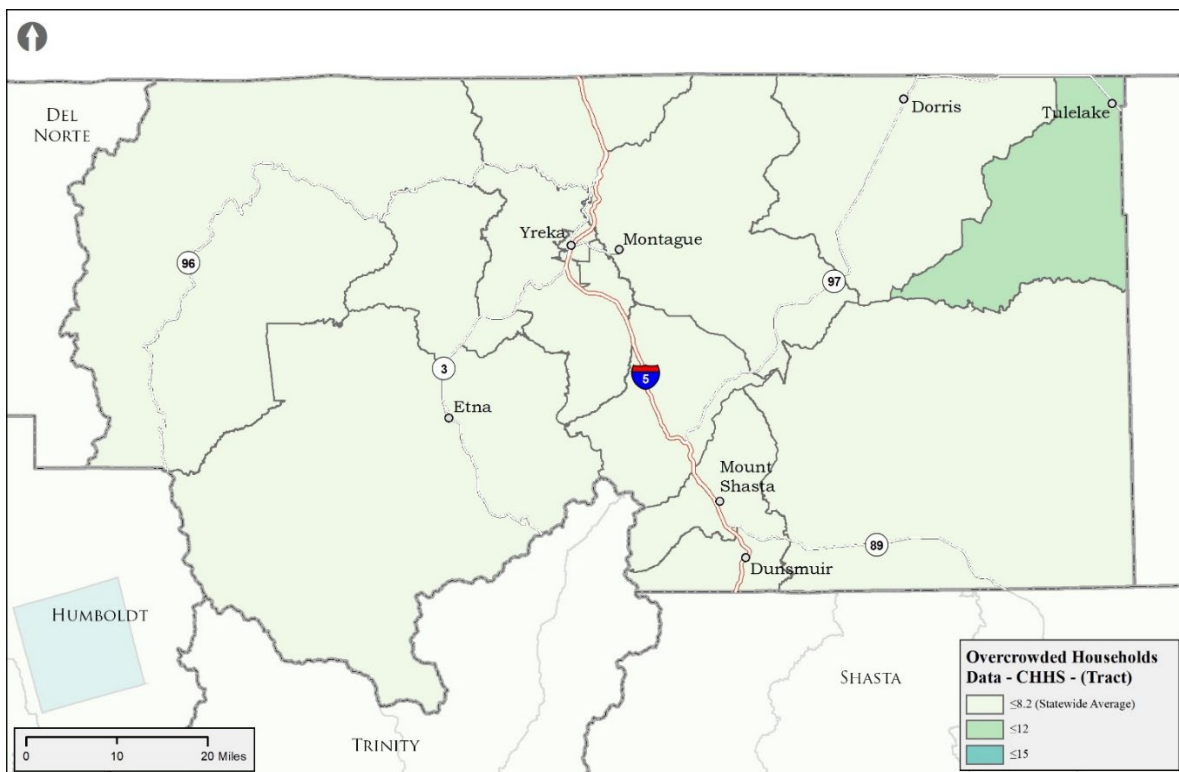 DEL
NORTE
Dorris
Tulelake
Yreka
Montague
96
97
3
5
Etna
Mount
Shasta
89
Dunsmuir
HUMBOLDT
SHASTA
TRINITY
0 10 20 Miles
Overcrowded Households
Data - CHHS - (Tract)
≤8.2 (Statewide Average)
≤12
≤15